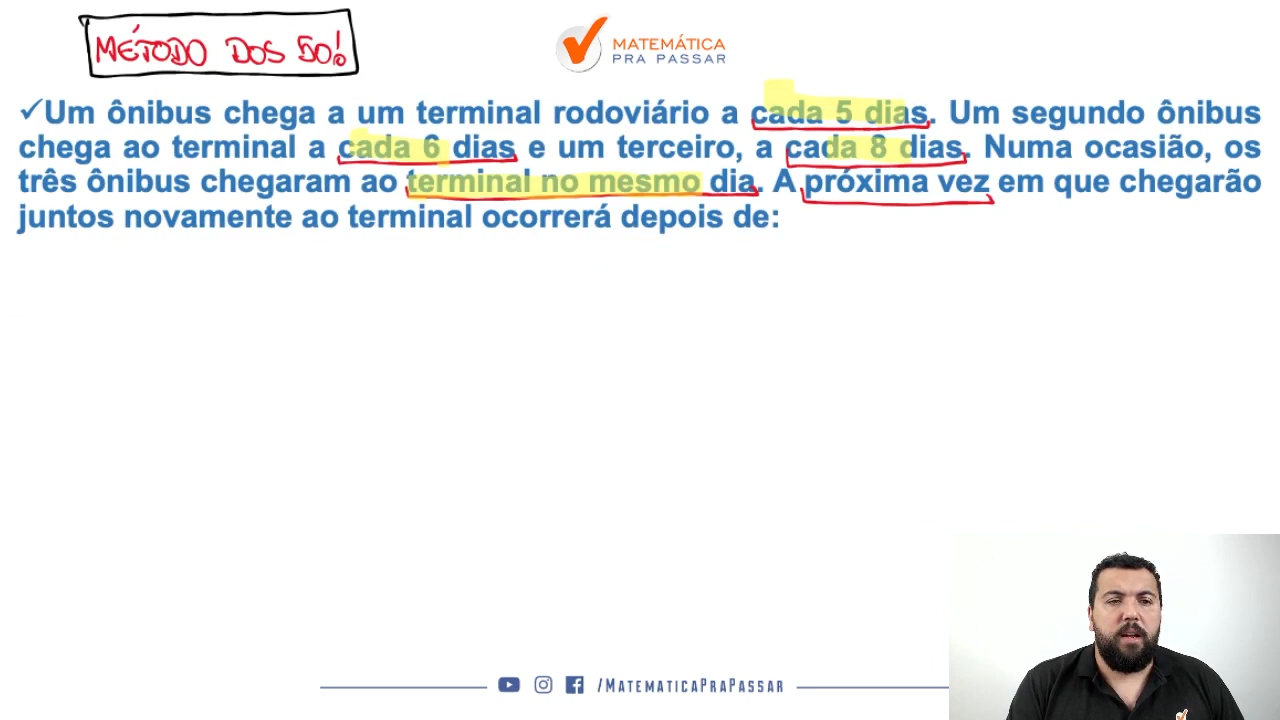 MÉTODO DOS 50!
MATEMÁTICA
PRA PASSAR
✓Um ônibus chega a um terminal rodoviário a cada 5 dias. Um segundo ônibus
chega ao terminal a cada 6 dias e um terceiro, a cada 8 dias. Numa ocasião, os
três ônibus chegaram ao terminal no mesmo dia. A próxima vez em que chegarão
juntos novamente ao terminal ocorrerá depois de:
/MATEMATICAPRAPASSAR